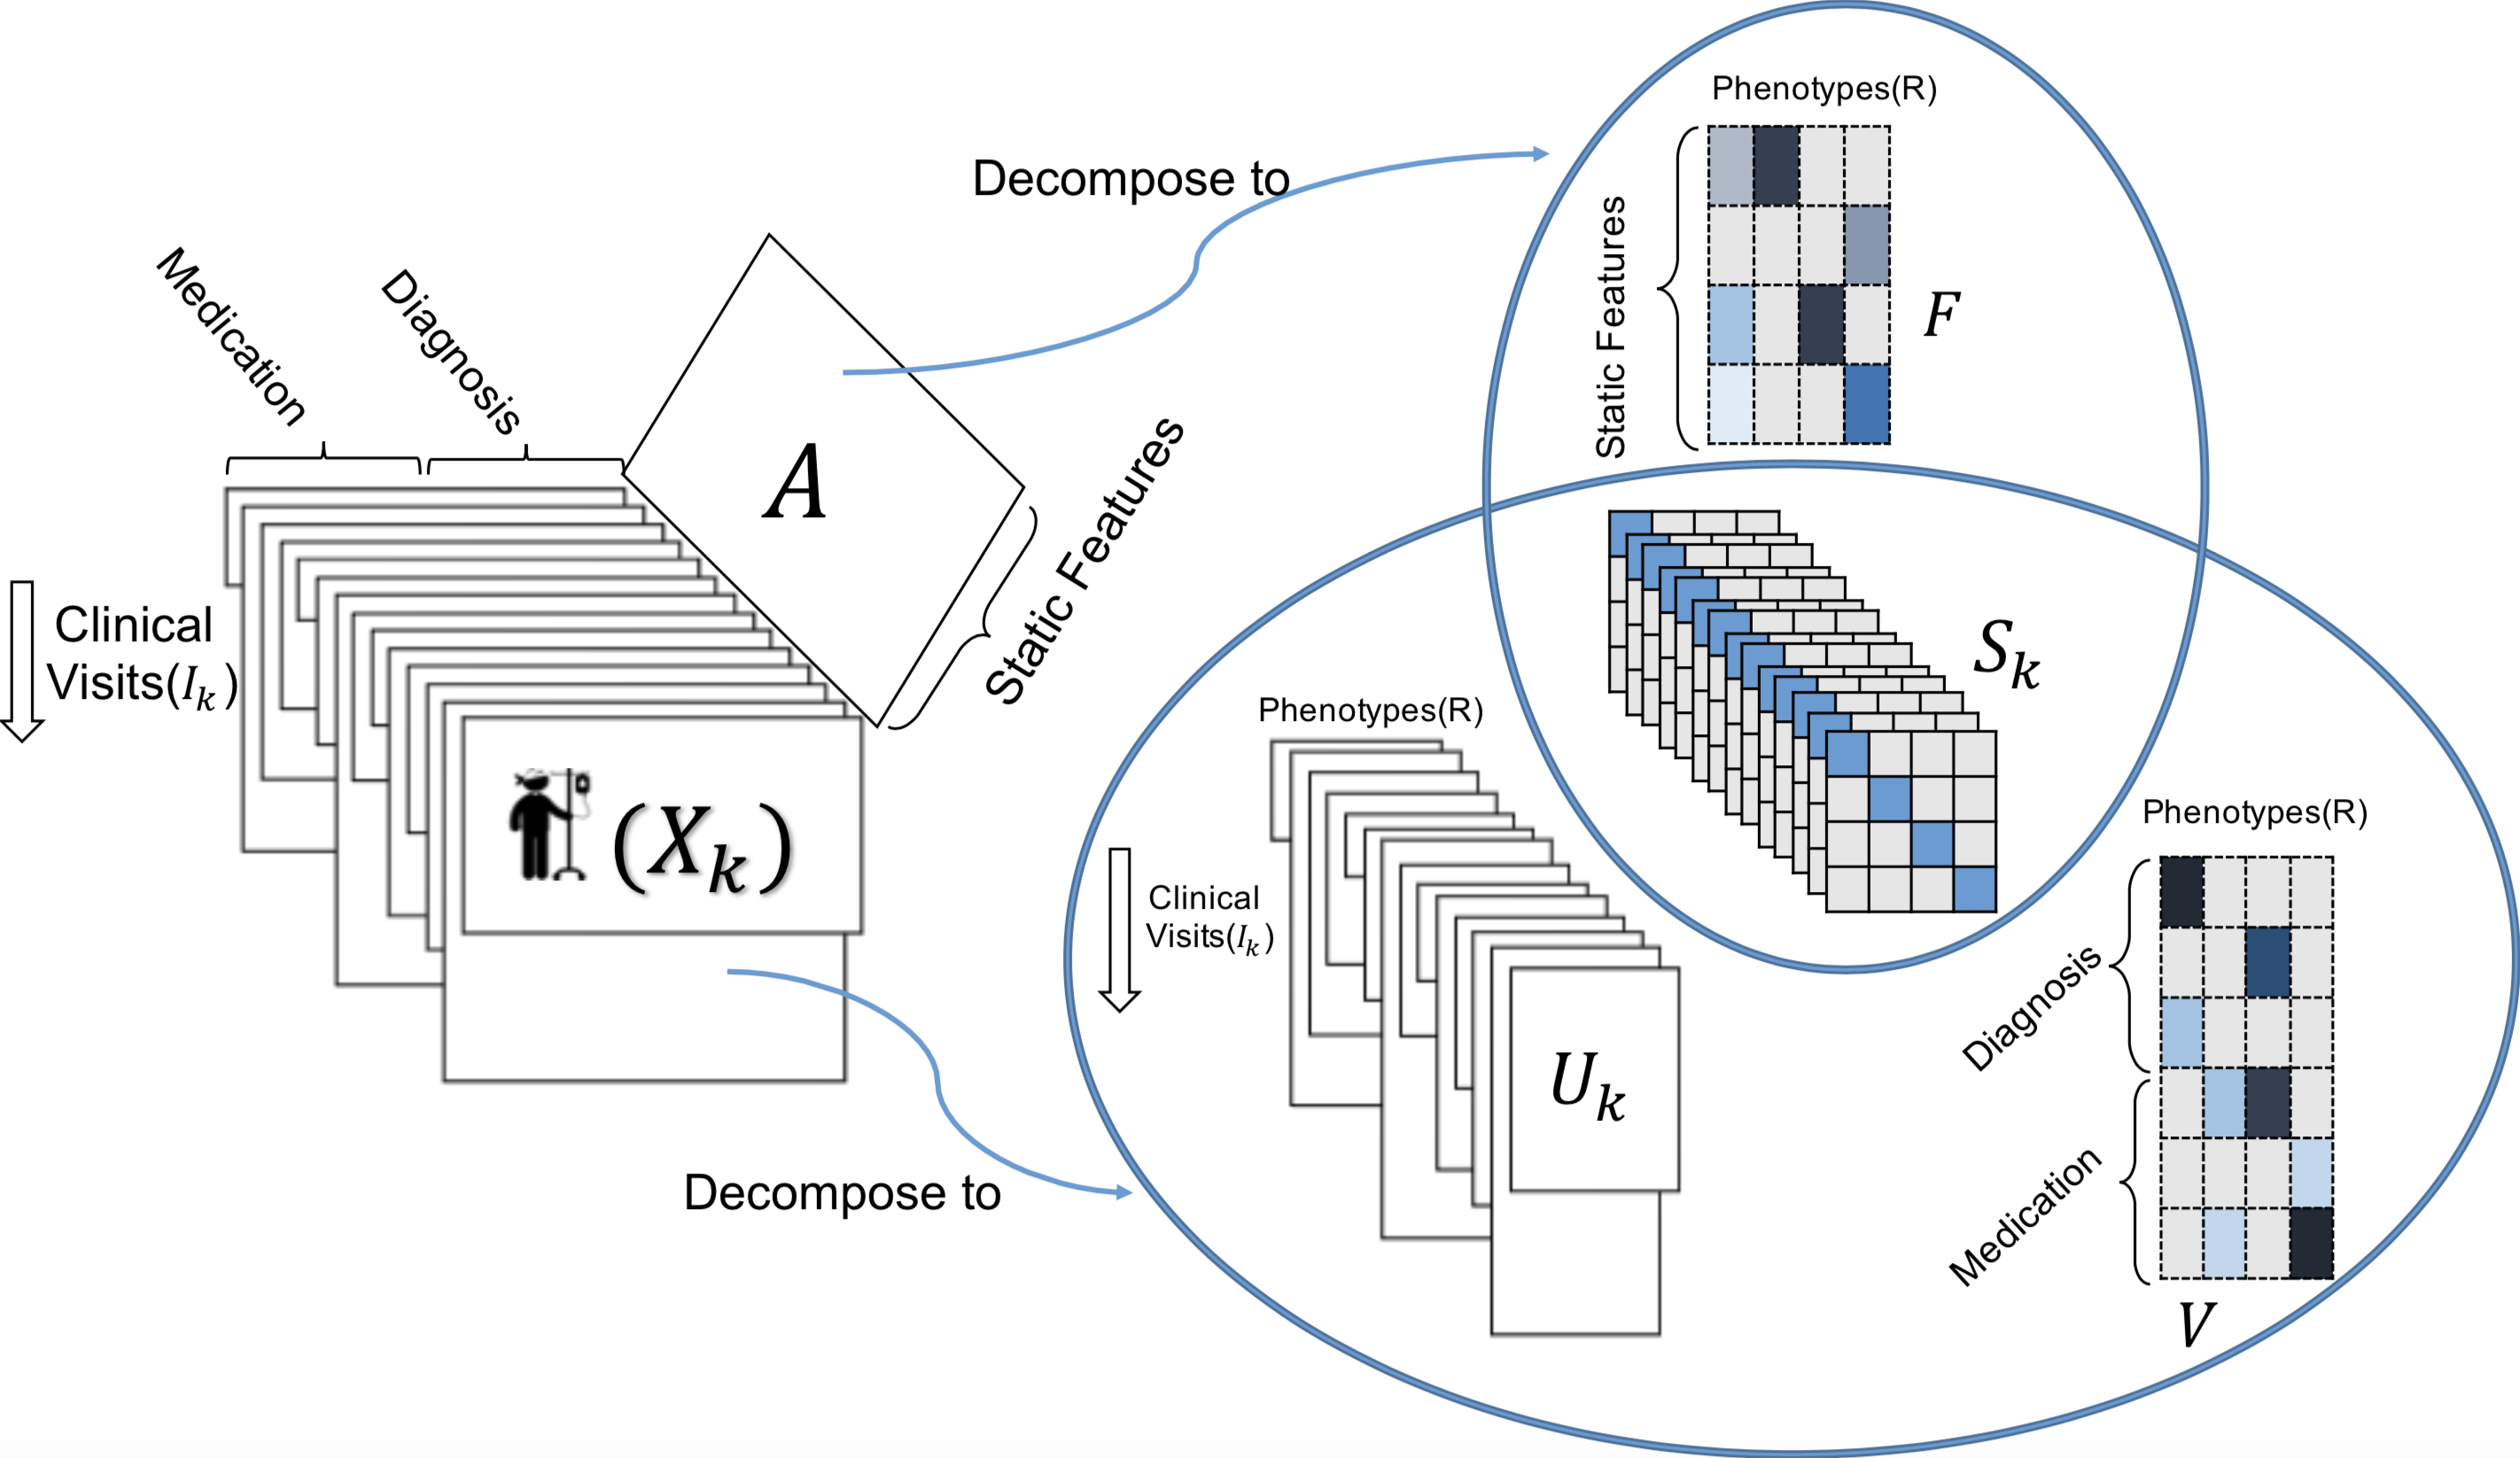 Phenotypes(R)
Decompose to
Static Features
F
Medication
Diagnosis
A
Static Features
Clinical
Visits(I_k)
S_k
Phenotypes(R)
(X_k)
Phenotypes(R)
Clinical
Visits(I_k)
Diagnosis
U_k
Medication
Decompose to
V